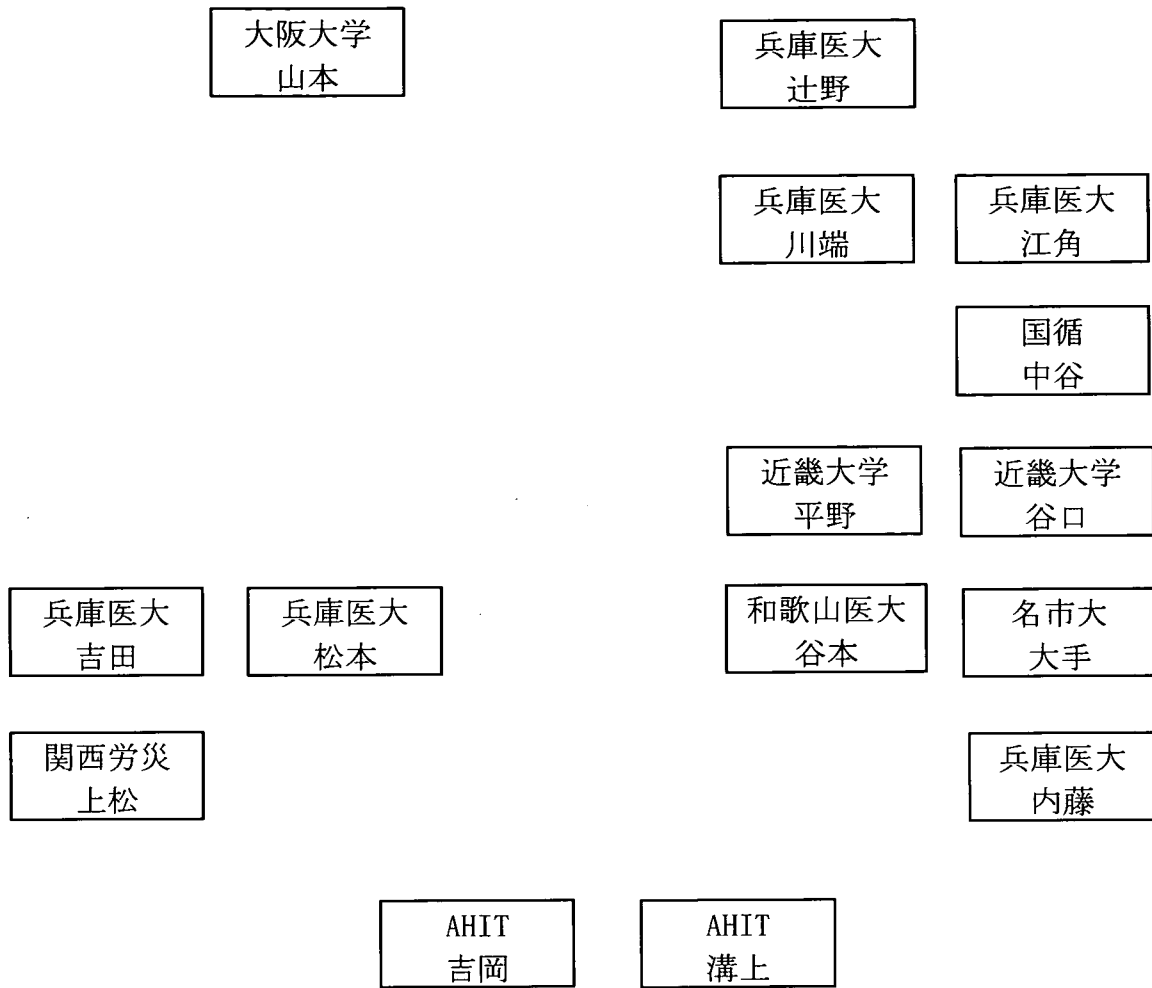 大阪大学
山本
兵庫医大
辻野
兵庫医大
川端
兵庫医大
江角
国循
中谷
近畿大学
平野
近畿大学
谷口
兵庫医大
吉田
兵庫医大
松本
和歌山医大
谷本
名市大
大手
関西労災
上松
兵庫医大
内藤
AHIT
吉岡
AHIT
溝上